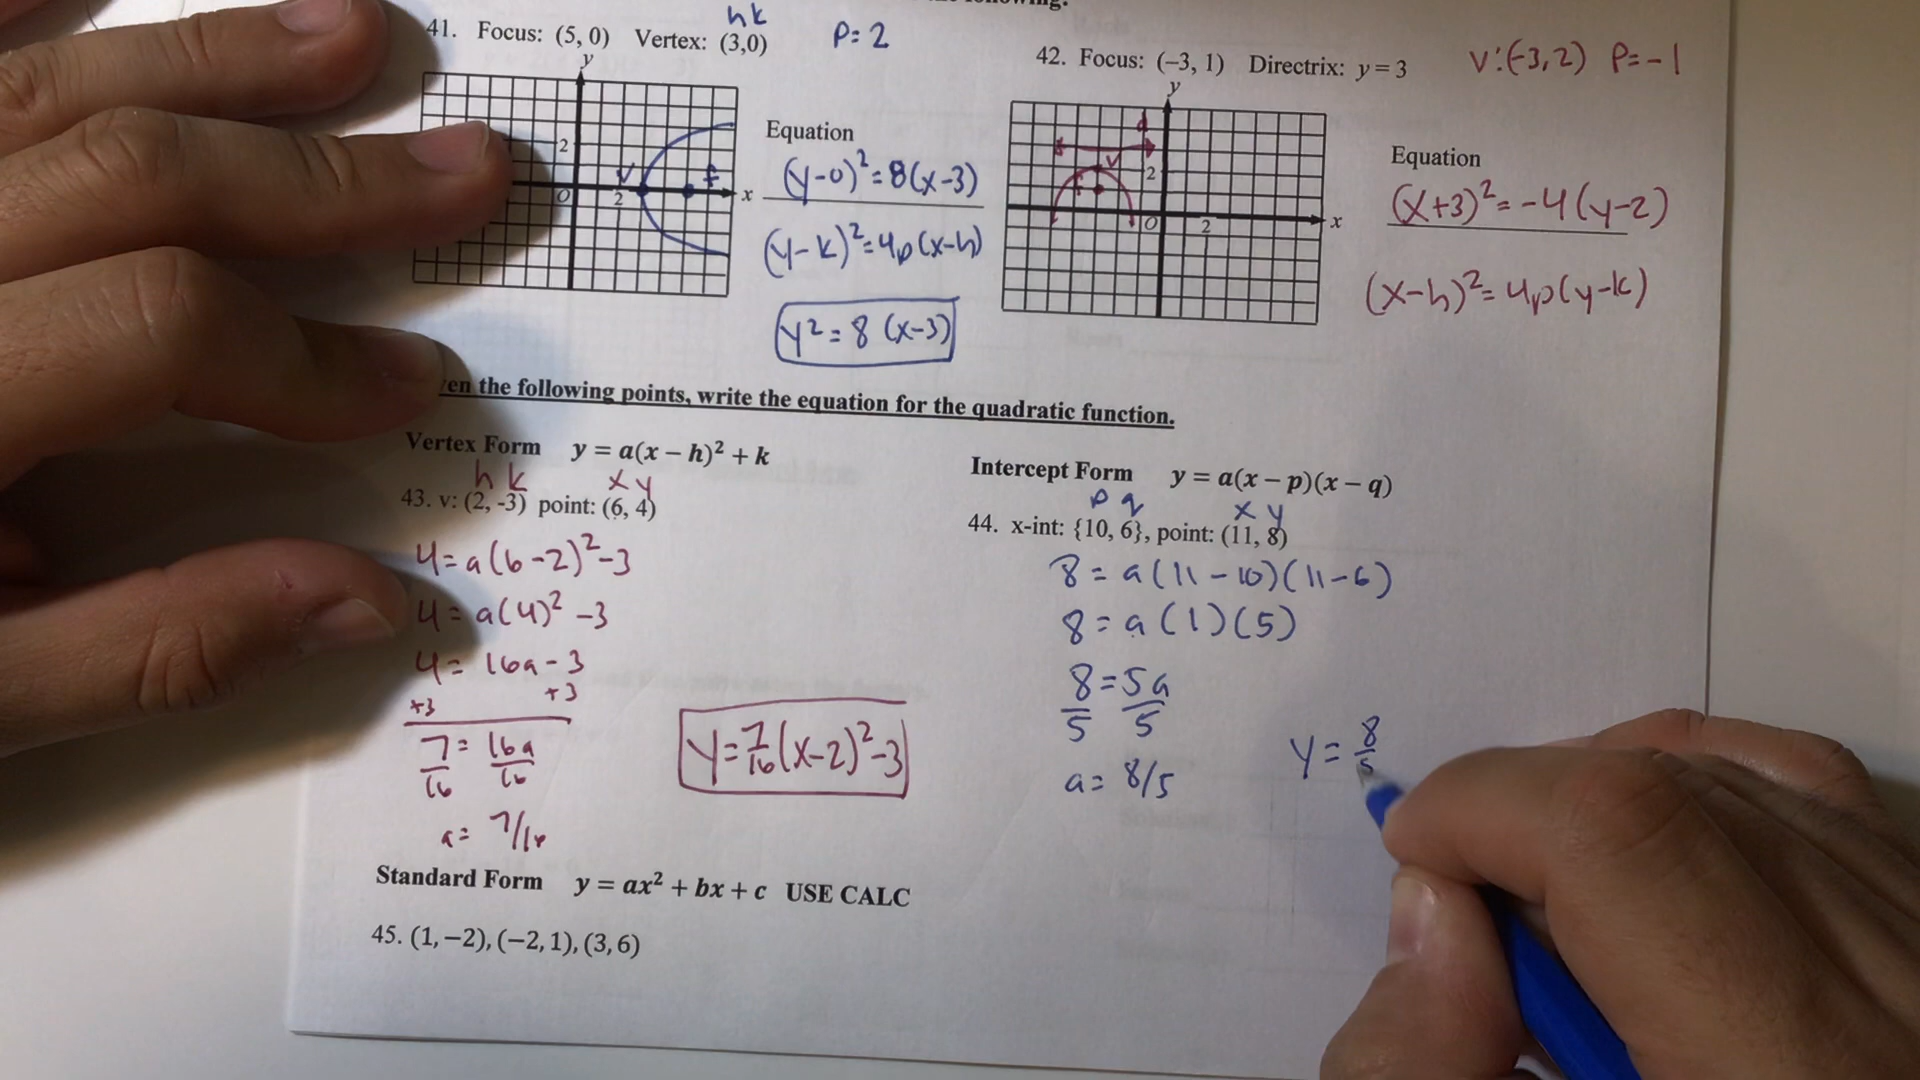 h k
41. Focus: (5, 0) Vertex: (3,0) P=2
y
2
V f
O 2 x
Equation
(y-0)²=8(x-3)
(y-k)²=4p(x-h)
y²=8(x-3)
42. Focus: (−3, 1) Directrix: y = 3 V:(-3,2) P=-1
y
d
V
2
f
O 2 x
Equation
(x+3)²=-4(y-2)
(x-h)²=4p(y-k)
en the following points, write the equation for the quadratic function.
Vertex Form y = a(x − h)² + k
h k x y
43. v: (2, -3) point: (6, 4)
4=a(6-2)²-3
4=a(4)²-3
4=16a-3
+3 +3
7=16a
16 16
a=7/16
y=7/16(x-2)²-3
Intercept Form y = a(x − p)(x − q)
p q x y
44. x-int: {10, 6}, point: (11, 8)
8=a(11-10)(11-6)
8=a(1)(5)
8=5a
5 5
a=8/5
y=8/5
Standard Form y = ax² + bx + c USE CALC
45. (1, −2), (−2, 1), (3, 6)